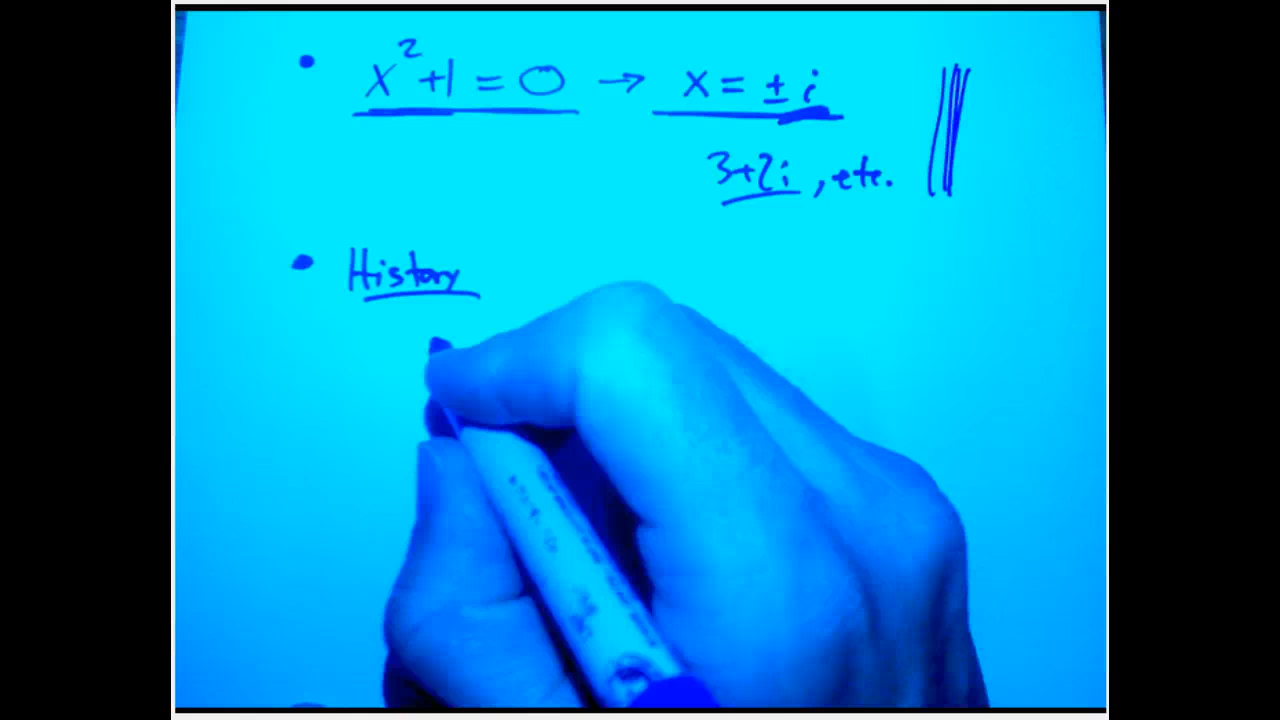 • x²+1 = 0 → x = ± i
3+2i, etc.
• History